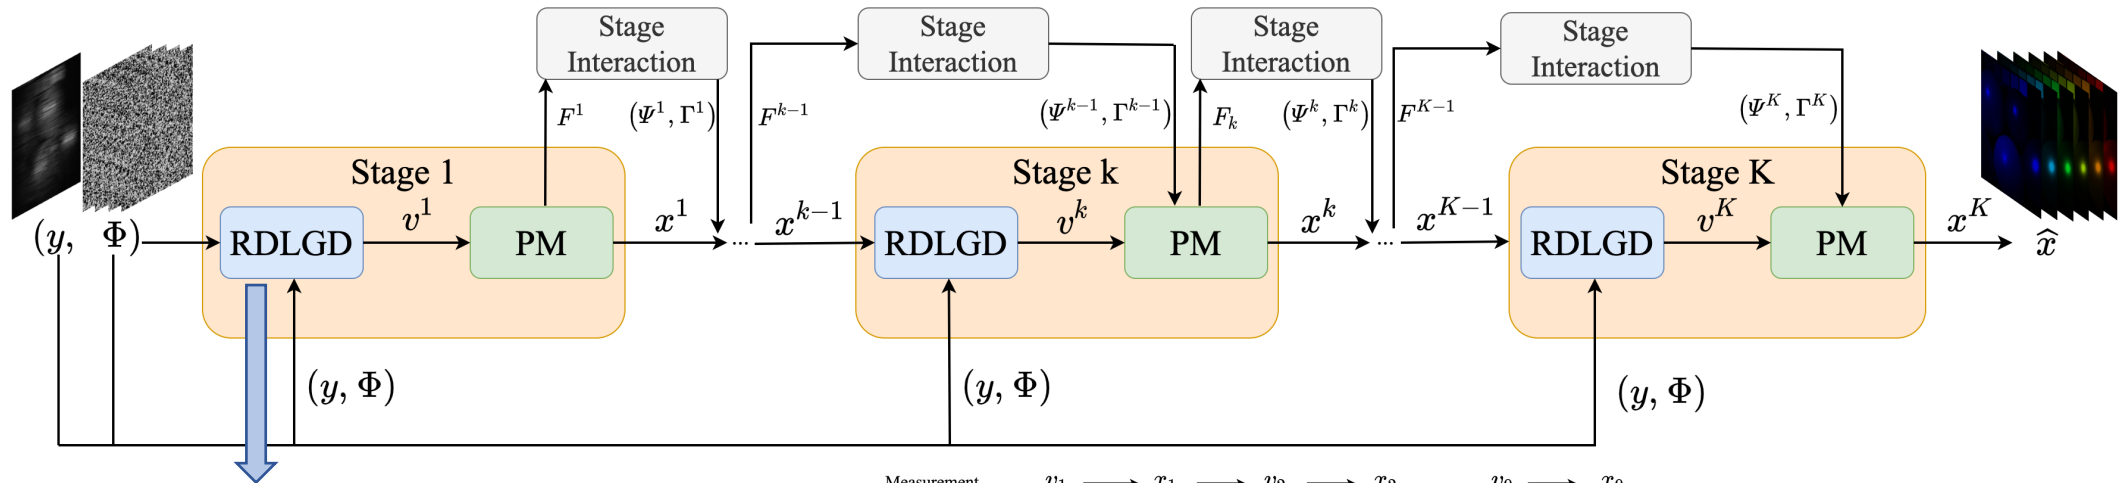 Stage Interaction
Stage Interaction
Stage Interaction
Stage Interaction
F^1
(Ψ^1, Γ^1)
F^{k-1}
(Ψ^{k-1}, Γ^{k-1})
F_k
(Ψ^k, Γ^k)
F^{K-1}
(Ψ^K, Γ^K)
Stage 1
Stage k
Stage K
(y, Φ)
RDLGD
v^1
PM
x^1
...
x^{k-1}
RDLGD
v^k
PM
x^k
...
x^{K-1}
RDLGD
v^K
PM
x^K
x̂
(y, Φ)
(y, Φ)
(y, Φ)
Measurement